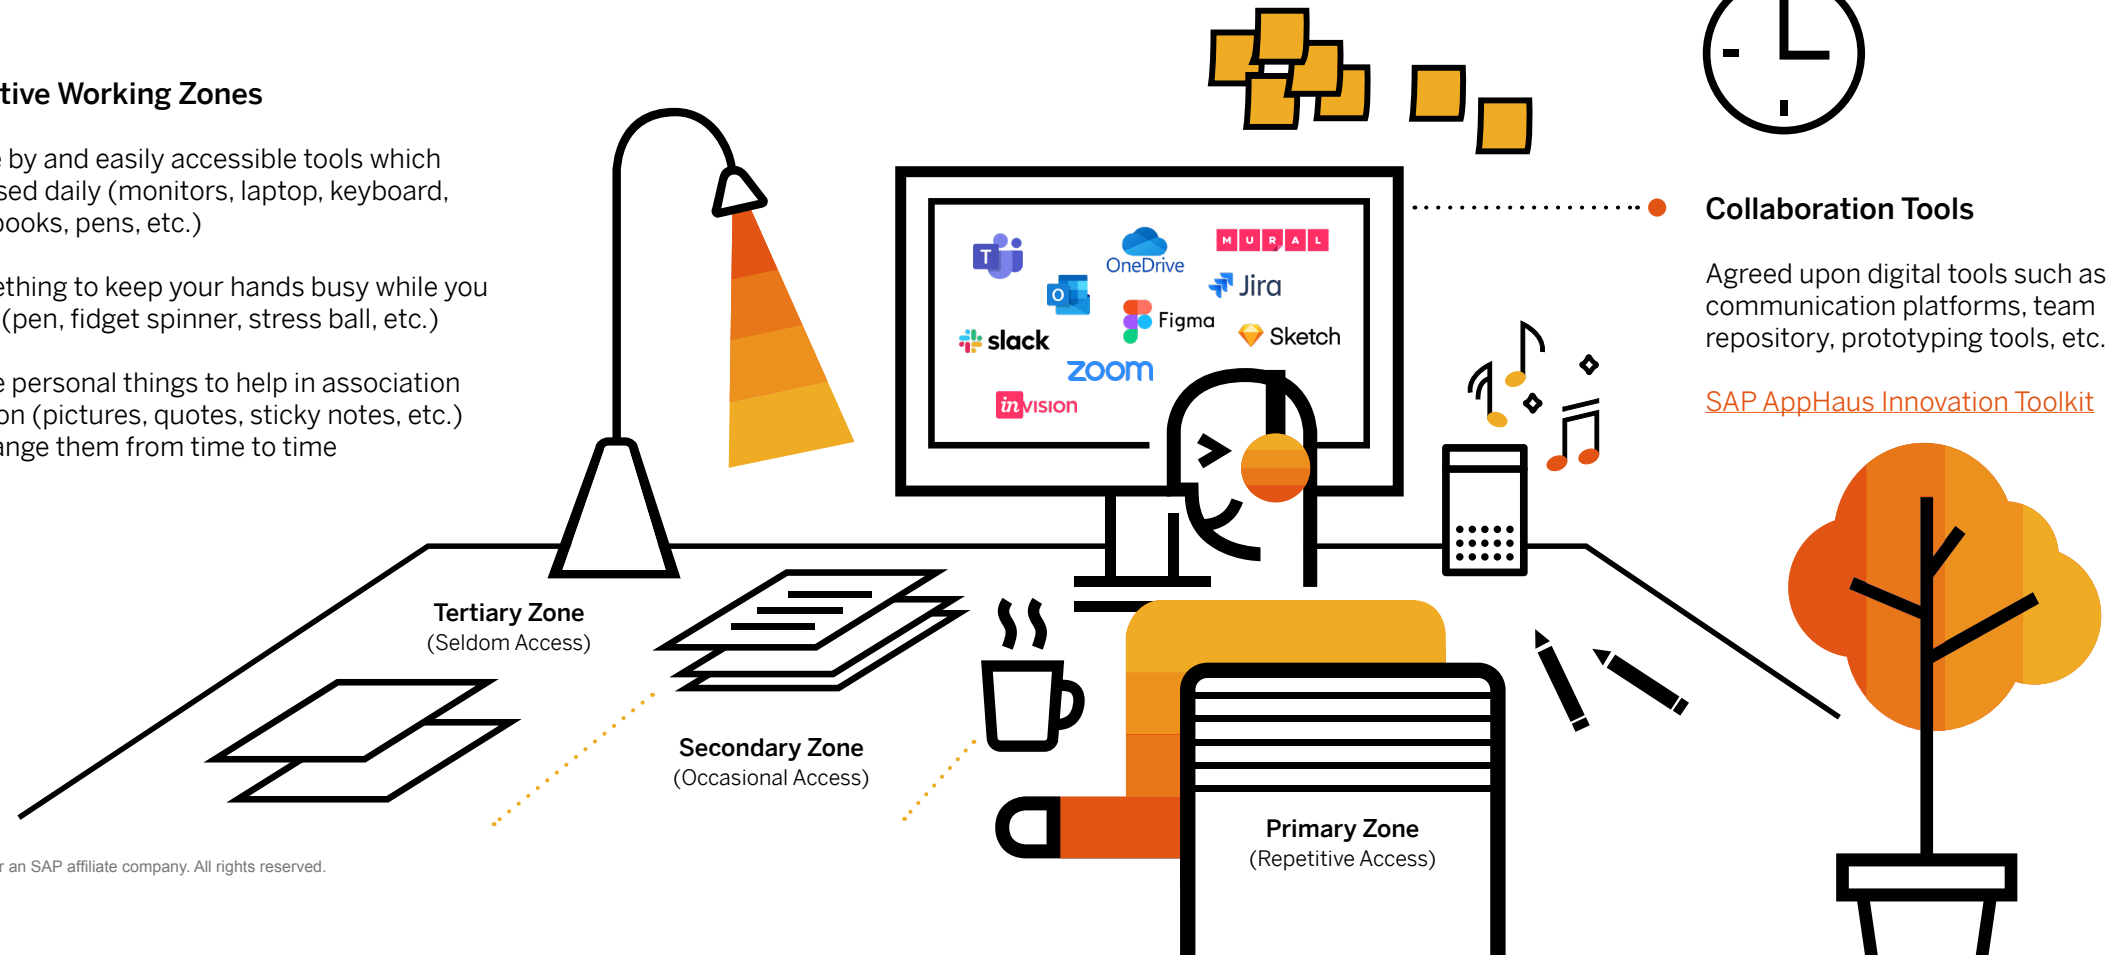 tive Working Zones
by and easily accessible tools which
sed daily (monitors, laptop, keyboard,
ooks, pens, etc.)
ething to keep your hands busy while you
(pen, fidget spinner, stress ball, etc.)
e personal things to help in association
on (pictures, quotes, sticky notes, etc.)
ange them from time to time
T
OneDrive
MURAL
O
Jira
Figma
slack
Sketch
zoom
inVISION
Collaboration Tools
Agreed upon digital tools such as
communication platforms, team
repository, prototyping tools, etc.
SAP AppHaus Innovation Toolkit
Tertiary Zone
(Seldom Access)
Secondary Zone
(Occasional Access)
Primary Zone
(Repetitive Access)
r an SAP affiliate company. All rights reserved.